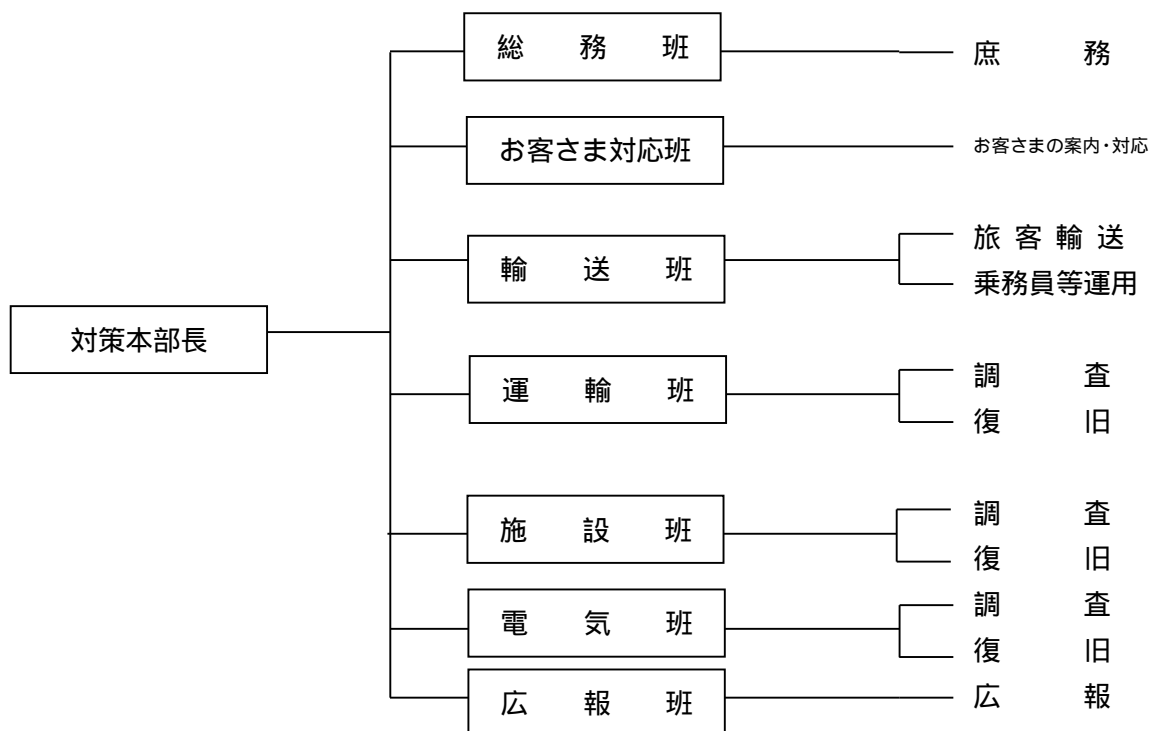 総務班 庶務
お客さま対応班 お客さまの案内・対応
旅客輸送
輸送班
乗務員等運用
対策本部長
調査
運輸班
復旧
調査
施設班
復旧
調査
電気班
復旧
広報班 広報